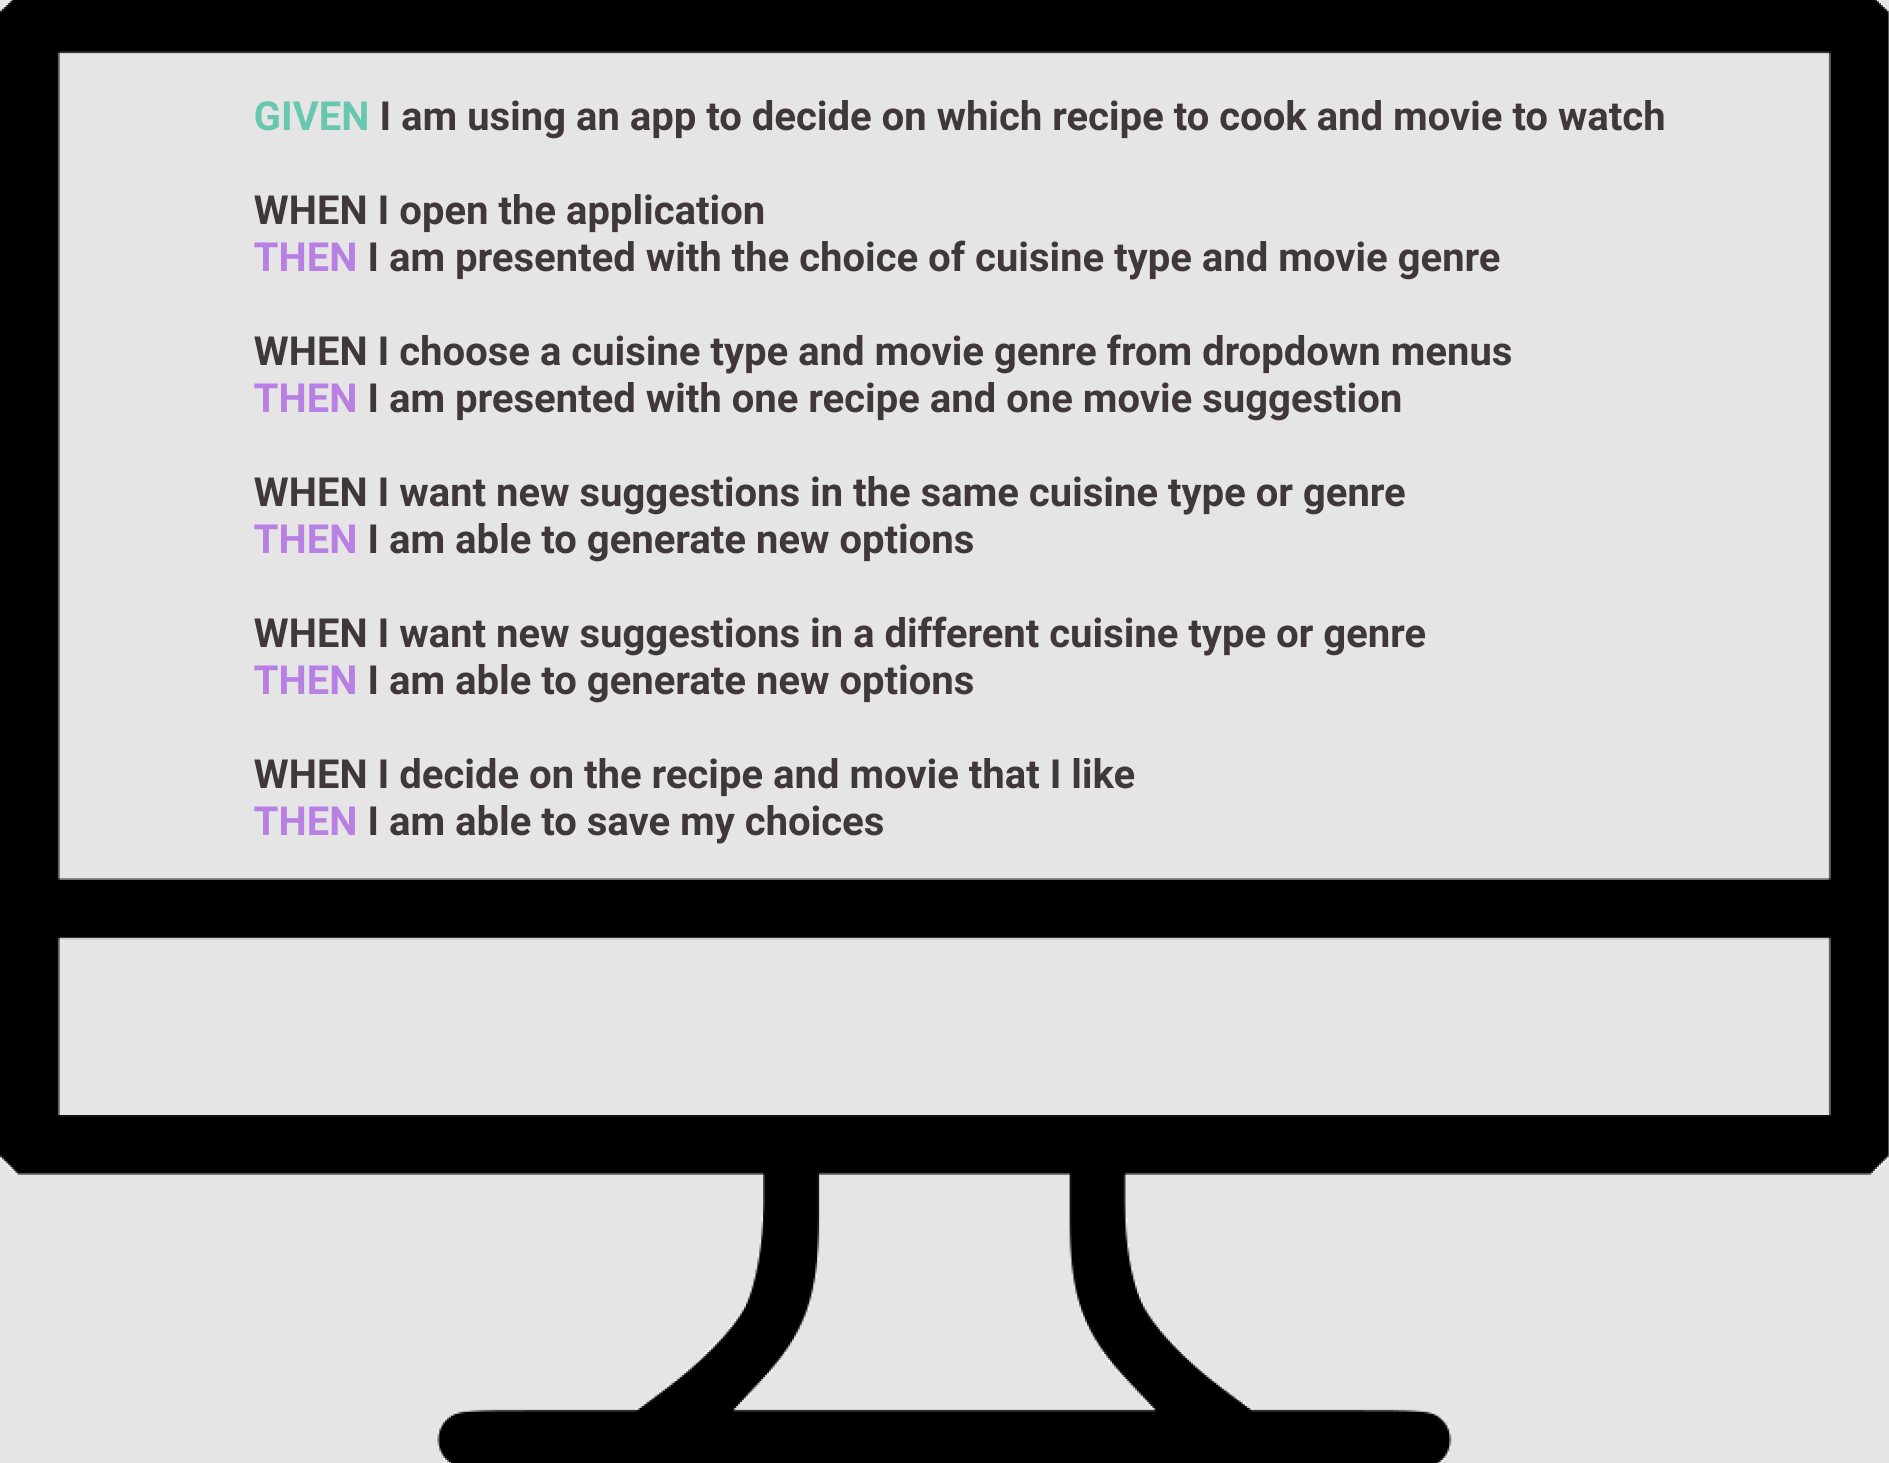 GIVEN I am using an app to decide on which recipe to cook and movie to watch
WHEN I open the application
THEN I am presented with the choice of cuisine type and movie genre
WHEN I choose a cuisine type and movie genre from dropdown menus
THEN I am presented with one recipe and one movie suggestion
WHEN I want new suggestions in the same cuisine type or genre
THEN I am able to generate new options
WHEN I want new suggestions in a different cuisine type or genre
THEN I am able to generate new options
WHEN I decide on the recipe and movie that I like
THEN I am able to save my choices